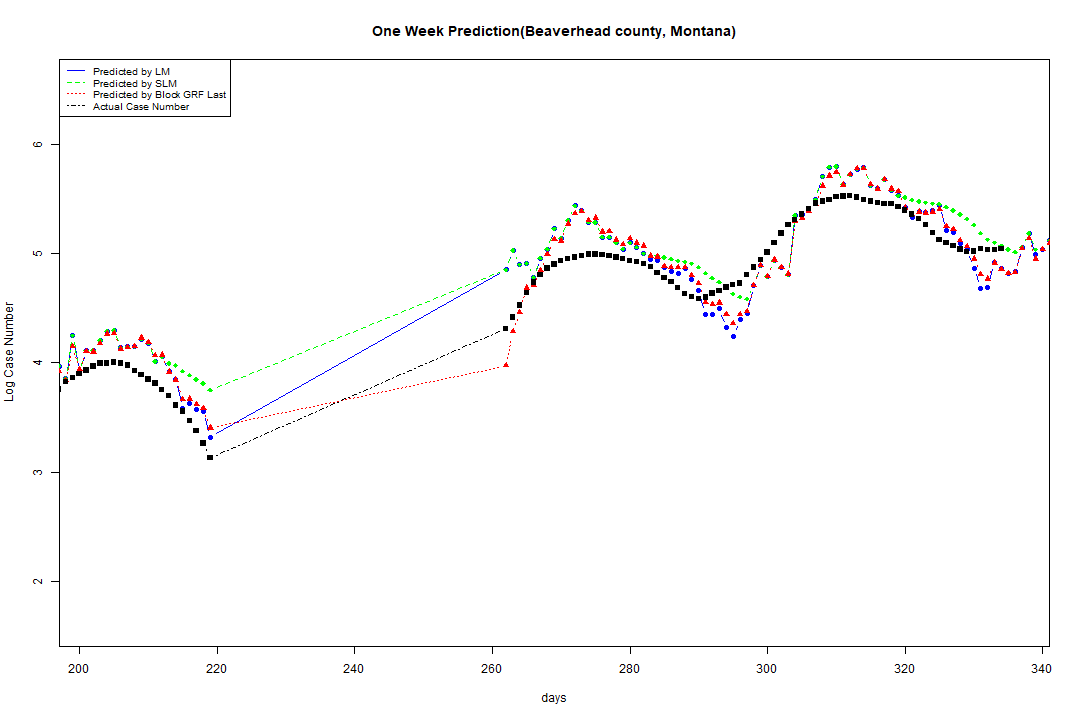 One Week Prediction(Beaverhead county, Montana)
Predicted by LM
Predicted by SLM
Predicted by Block GRF Last
Actual Case Number
6
5
4
3
2
Log Case Number
200 220 240 260 280 300 320 340
days